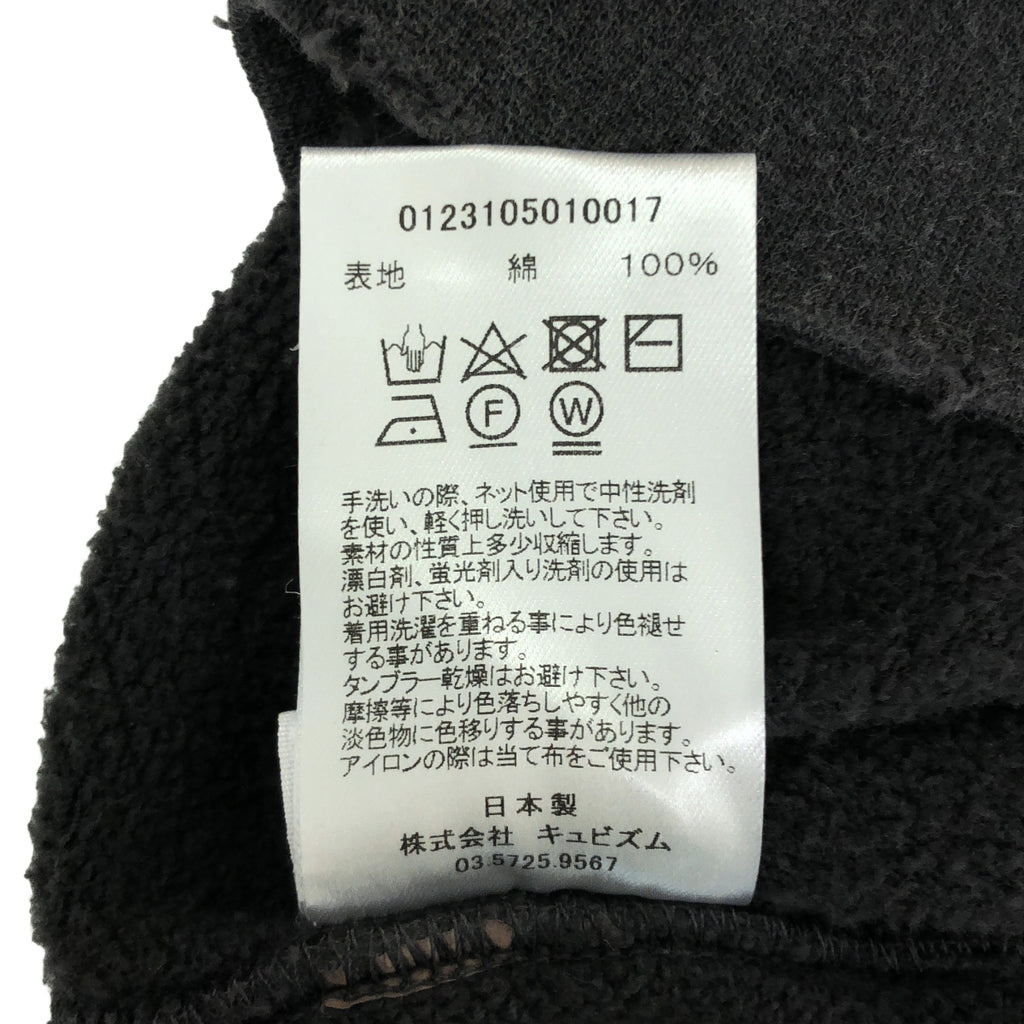 0123105010017
表地 綿 100%
F W
手洗いの際、ネット使用で中性洗剤
を使い、軽く押し洗いして下さい。
素材の性質上多少収縮します。
漂白剤、蛍光剤入り洗剤の使用は
お避け下さい。
着用洗濯を重ねる事により色褪せ
する事があります。
タンブラー乾燥はお避け下さい。
摩擦等により色落ちしやすく他の
淡色物に色移りする事があります。
アイロンの際は当て布をご使用下さい。
日本製
株式会社 キュビズム
03.5725.9567